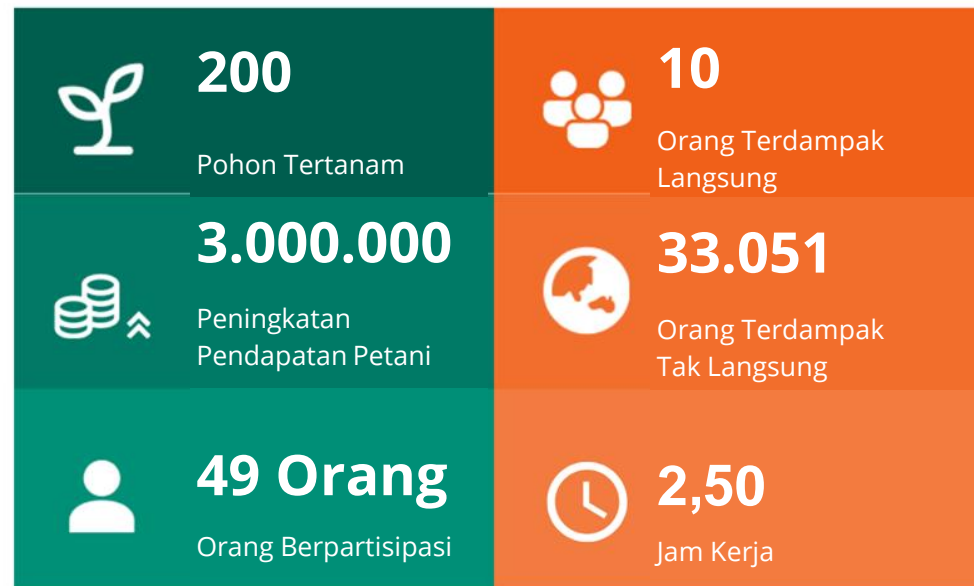 200
Pohon Tertanam
10
Orang Terdampak
Langsung
3.000.000
Peningkatan
Pendapatan Petani
33.051
Orang Terdampak
Tak Langsung
49 Orang
Orang Berpartisipasi
2,50
Jam Kerja